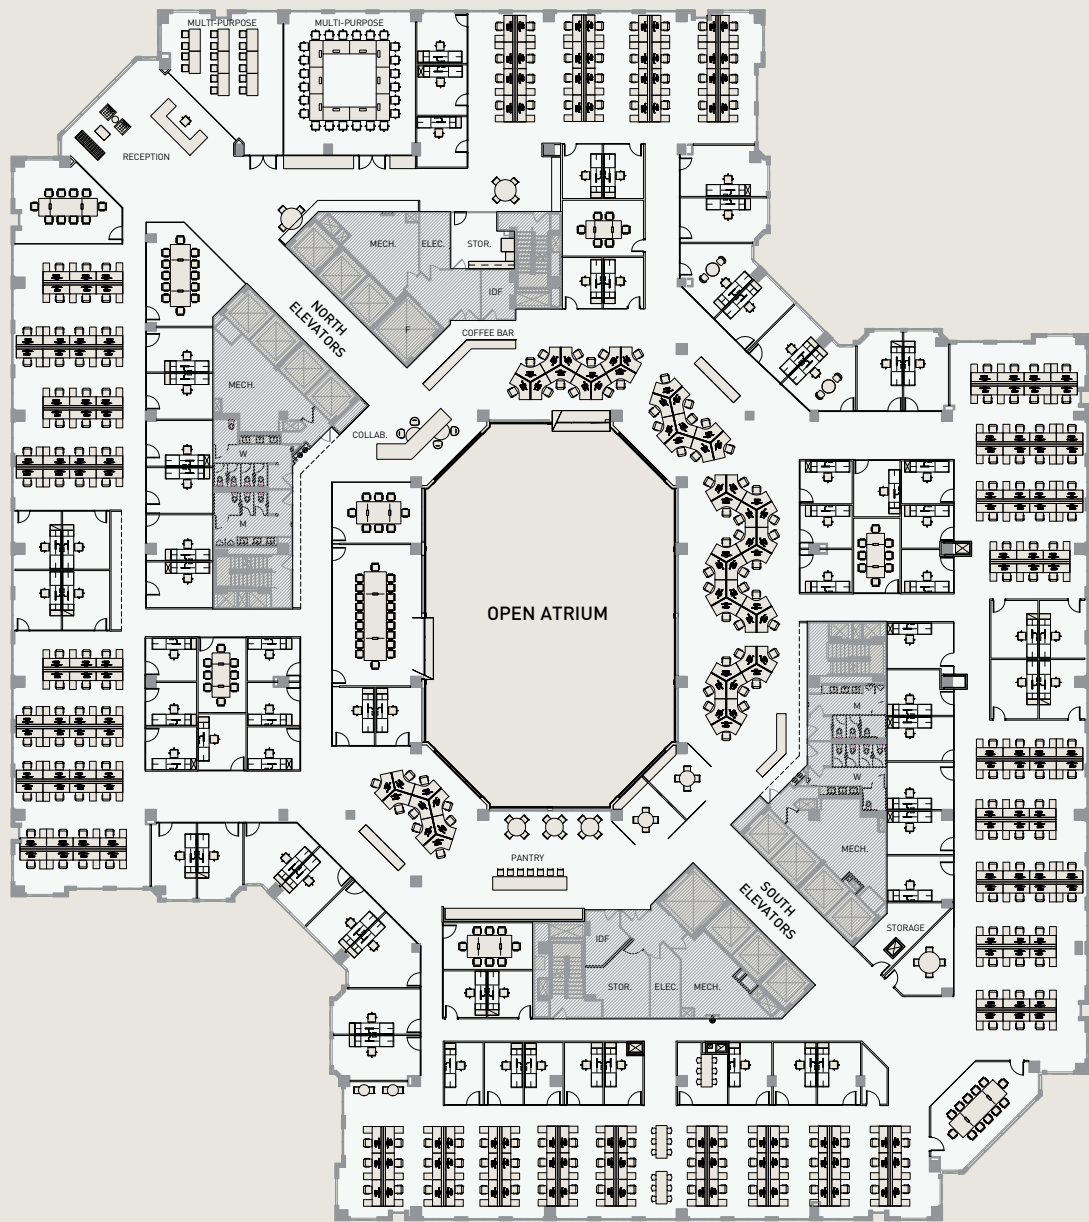 MULTI-PURPOSE
MULTI-PURPOSE
RECEPTION
MECH.
ELEC.
STOR.
IDF
F
NORTH
ELEVATORS
COFFEE BAR
MECH.
COLLAB.
W
M
OPEN ATRIUM
M
W
MECH.
PANTRY
SOUTH
ELEVATORS
STORAGE
IDF
STOR.
ELEC.
MECH.